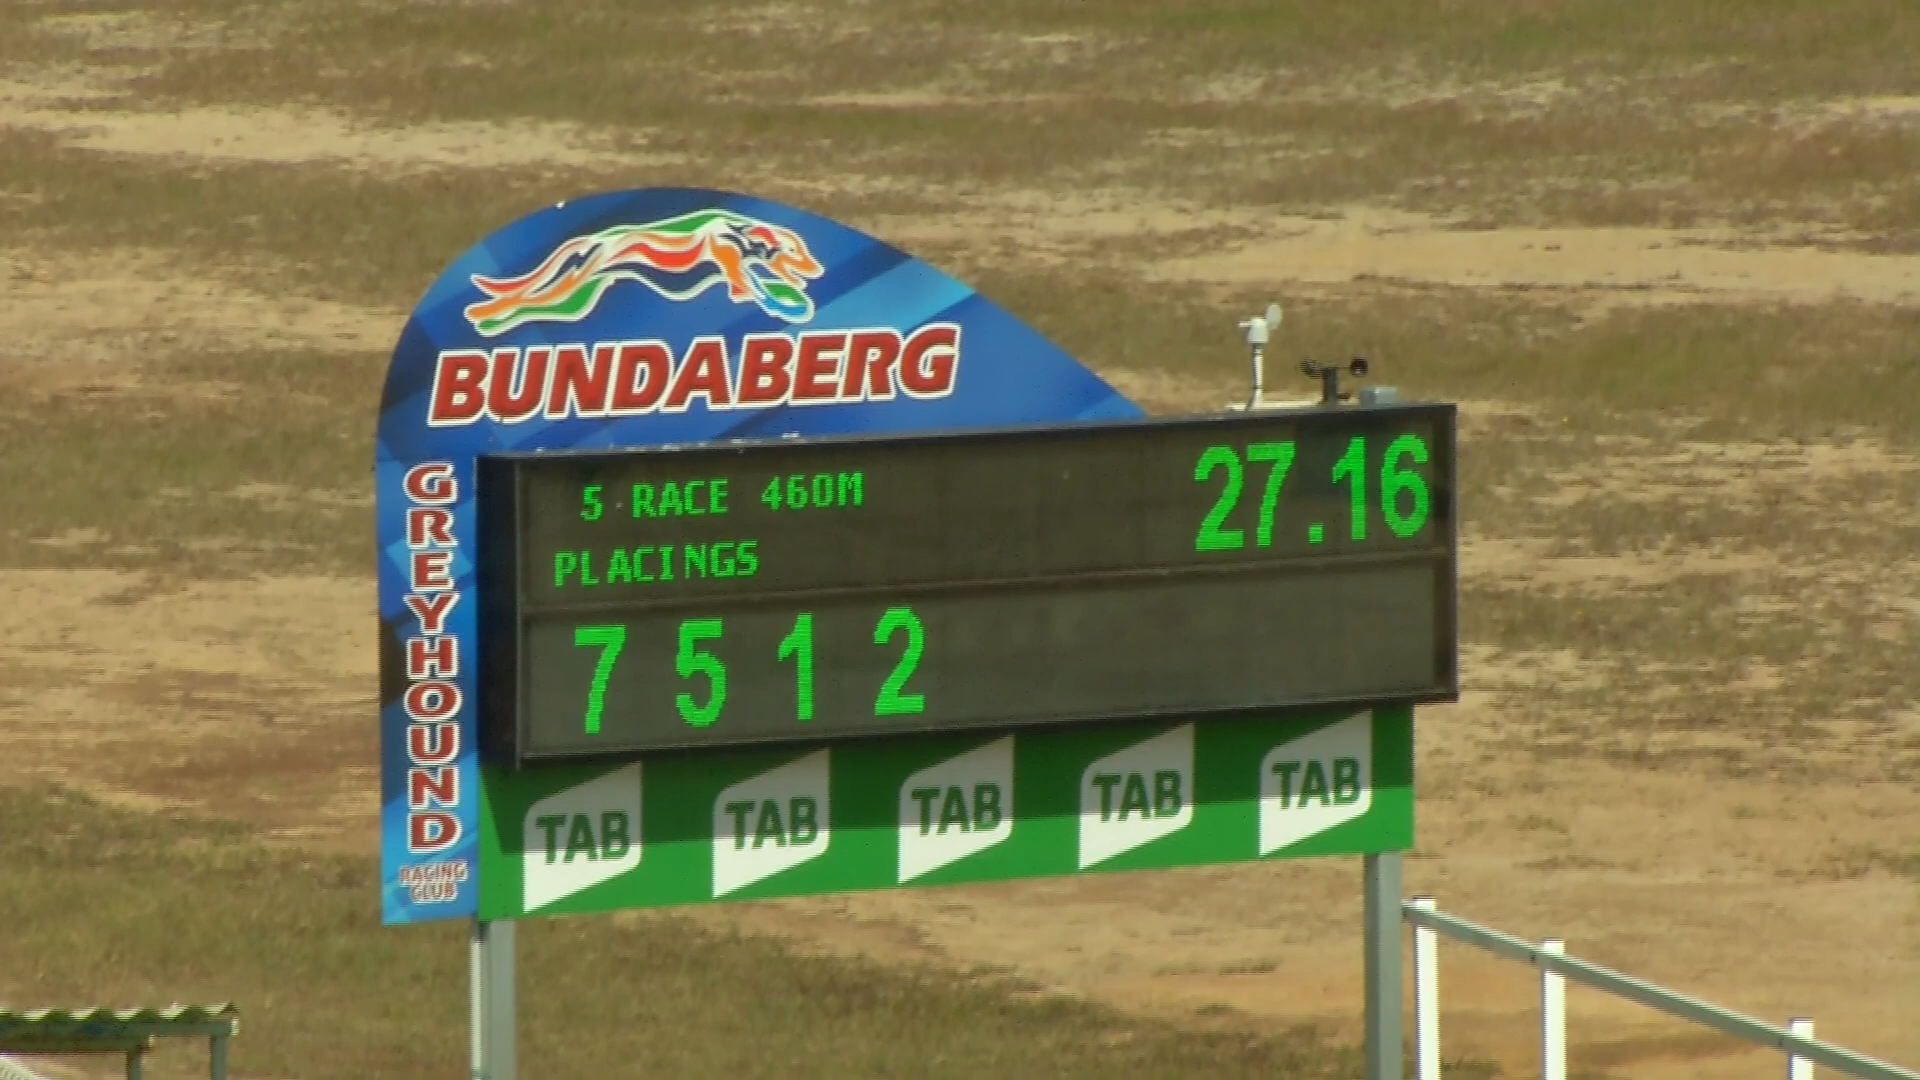 BUNDABERG
GREYHOUND
RACING
CLUB
5 RACE 460M
27.16
PLACINGS
7 5 1 2
TAB TAB TAB TAB TAB